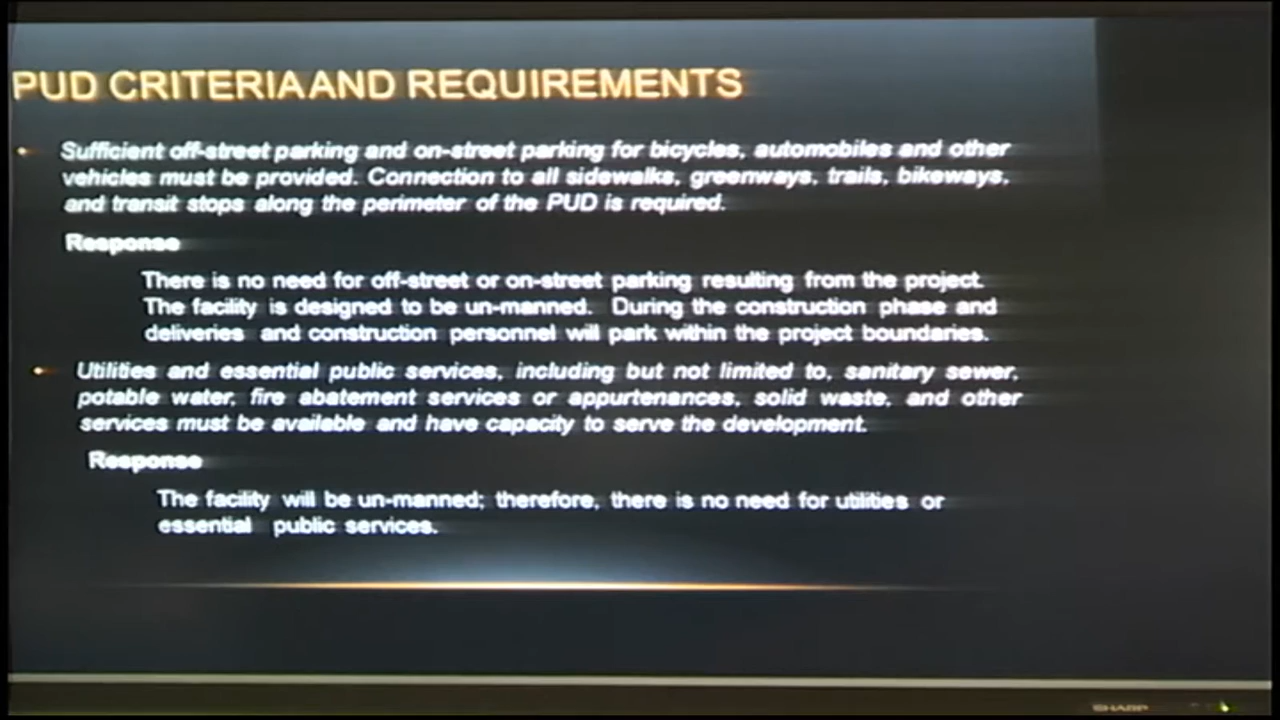 PUD CRITERIA AND REQUIREMENTS
Sufficient off-street parking and on-street parking for bicycles, automobiles and other
vehicles must be provided. Connection to all sidewalks, greenways, trails, bikeways,
and transit stops along the perimeter of the PUD is required.
Response
There is no need for off-street or on-street parking resulting from the project.
The facility is designed to be un-manned. During the construction phase and
deliveries and construction personnel will park within the project boundaries.
Utilities and essential public services, including but not limited to, sanitary sewer,
potable water, fire abatement services or appurtenances, solid waste, and other
services must be available and have capacity to serve the development.
Response
The facility will be un-manned; therefore, there is no need for utilities or
essential public services.
SHARP